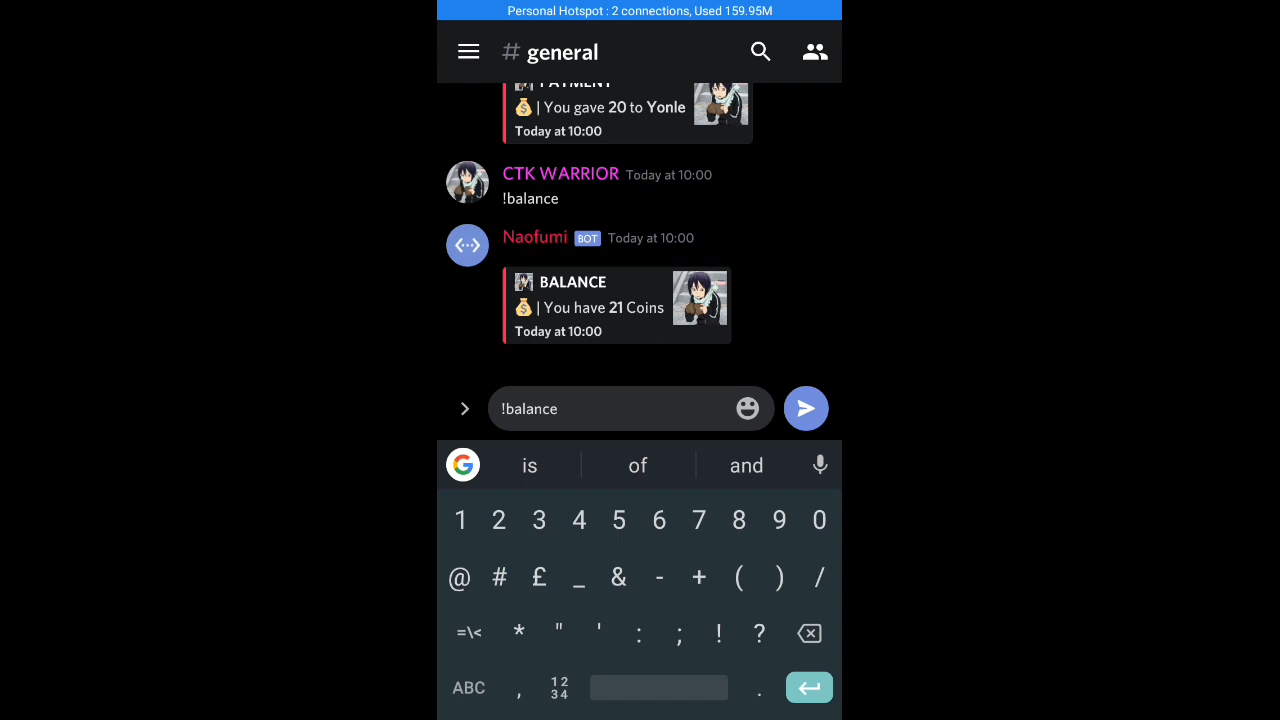 Personal Hotspot : 2 connections, Used 159.95M
# general
PAYMENT
| You gave 20 to Yonle
Today at 10:00
CTK WARRIOR Today at 10:00
!balance
Naofumi BOT Today at 10:00
BALANCE
| You have 21 Coins
Today at 10:00
!balance
is of and
1 2 3 4 5 6 7 8 9 0
@ # £ _ & - + ( ) /
=\< * " ' : ; ! ?
ABC , 12 34 .